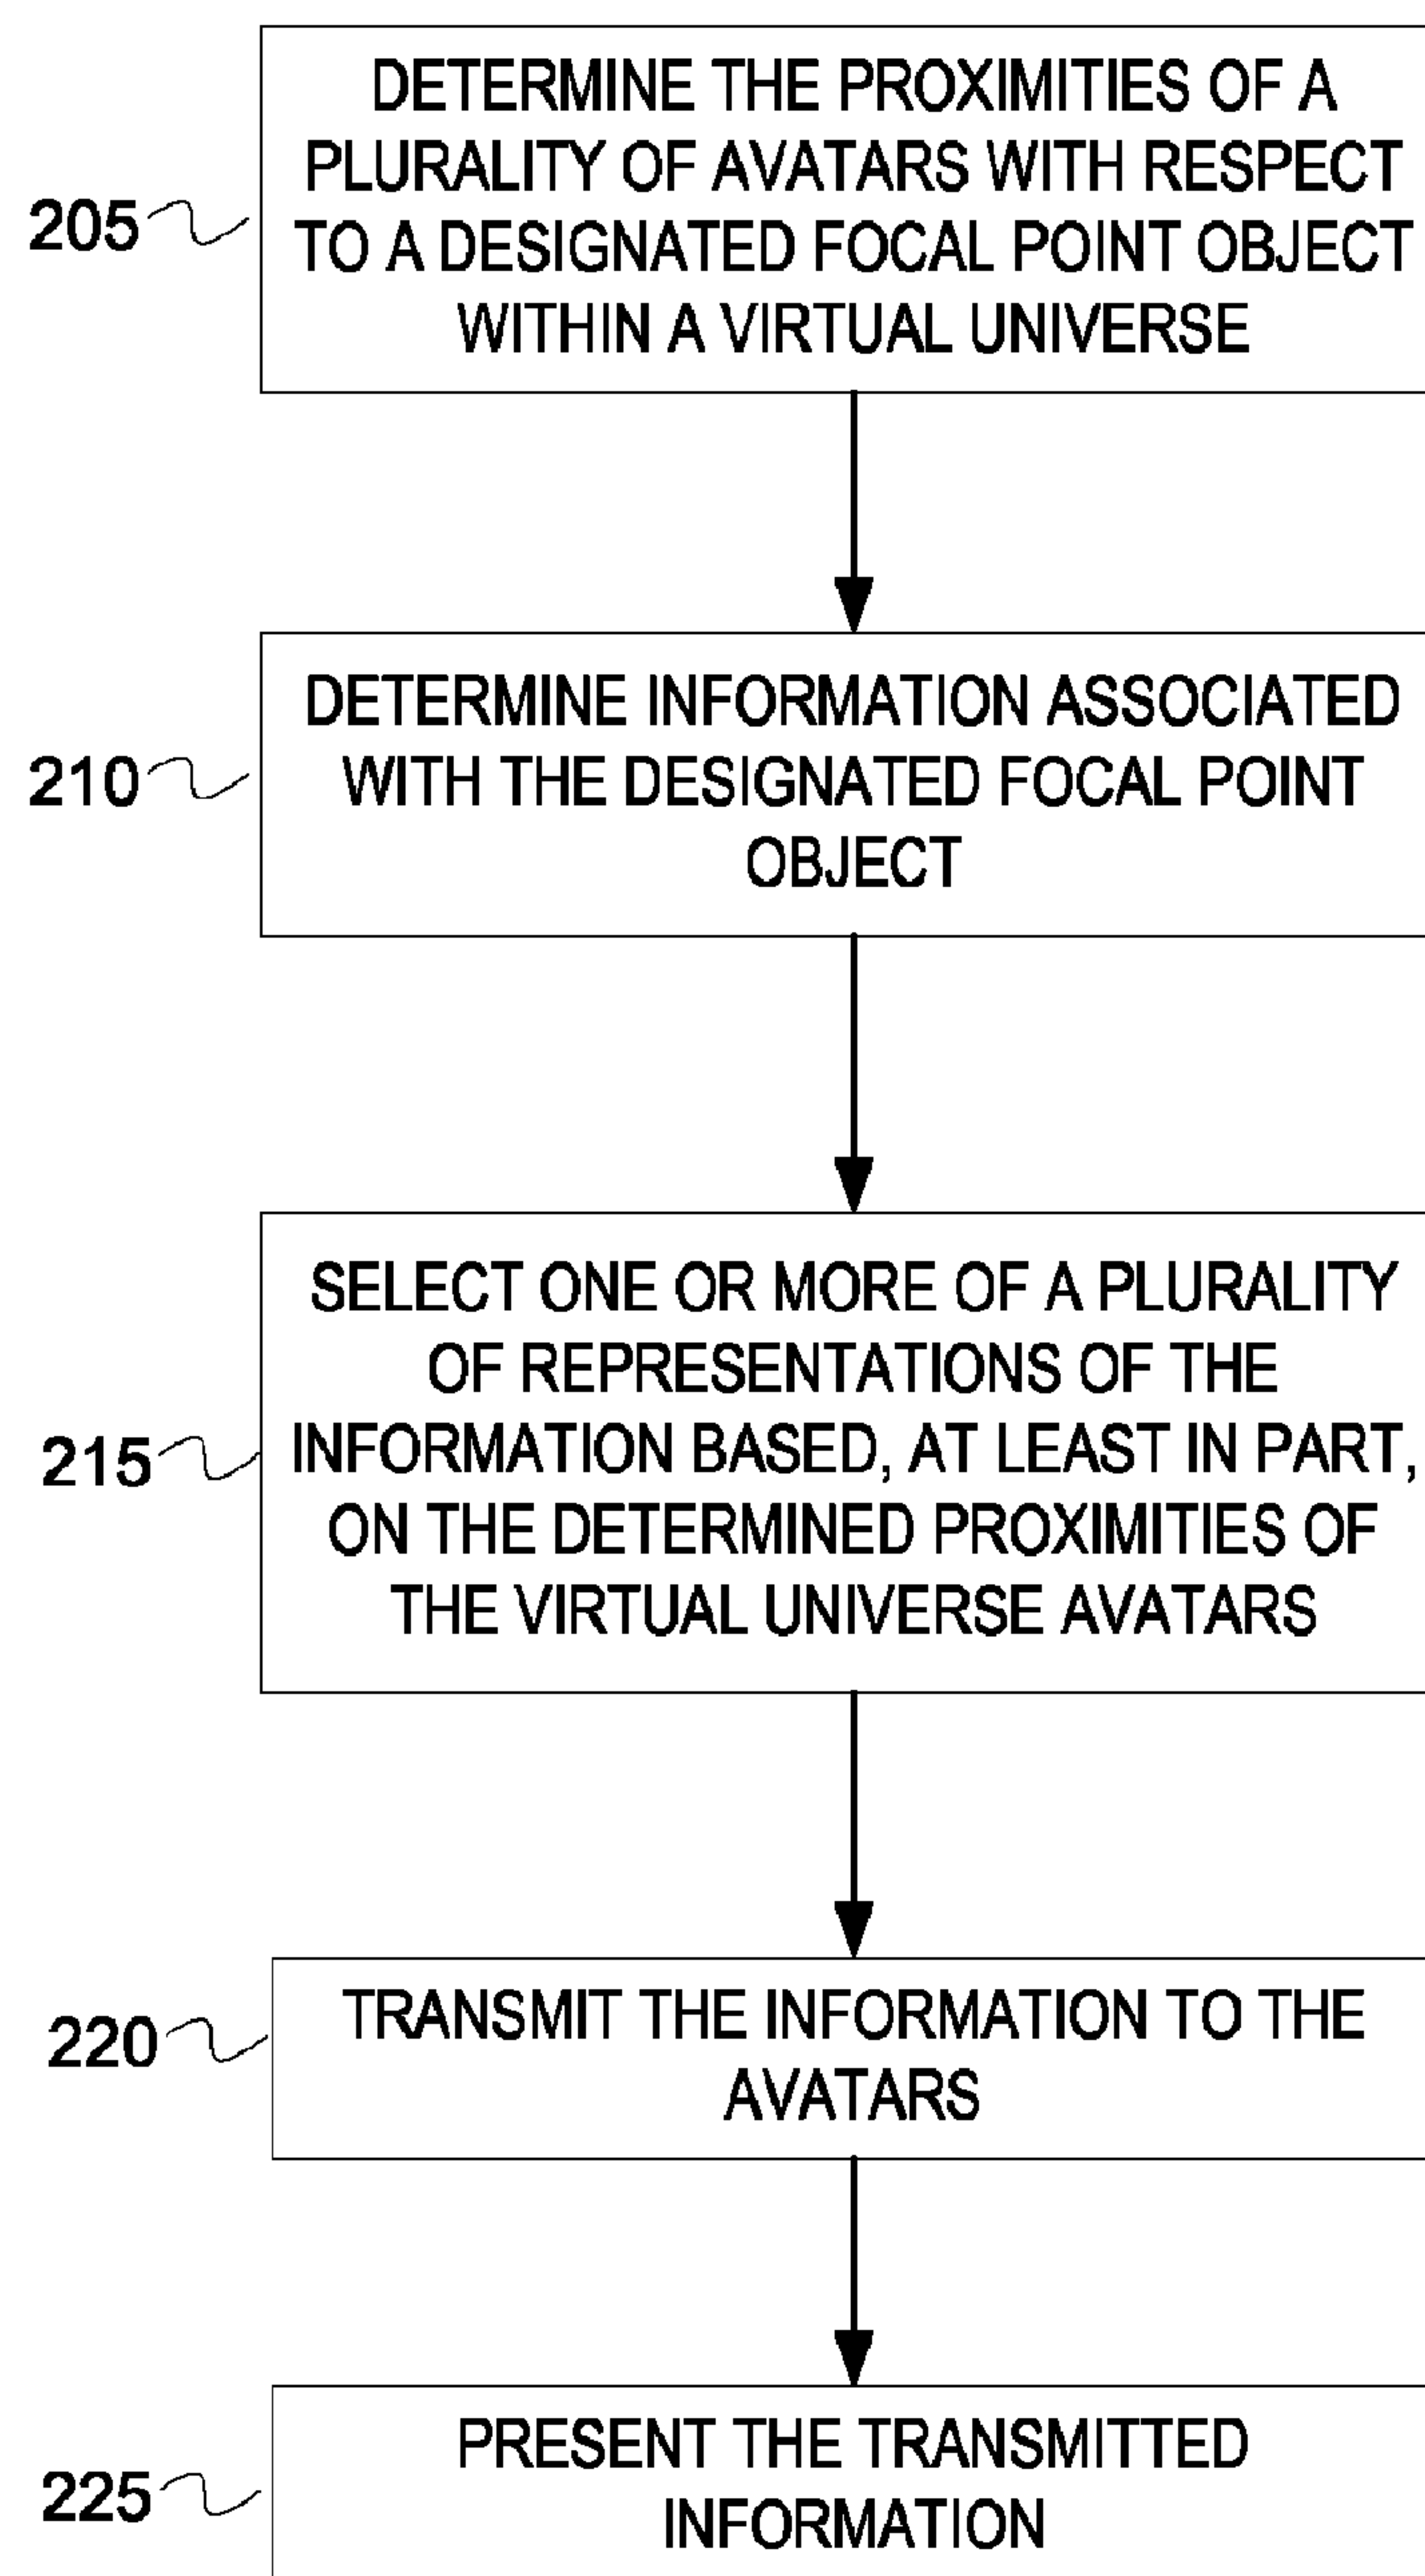 DETERMINE THE PROXIMITIES OF A
PLURALITY OF AVATARS WITH RESPECT
205
TO A DESIGNATED FOCAL POINT OBJECT
WITHIN A VIRTUAL UNIVERSE
DETERMINE INFORMATION ASSOCIATED
210
WITH THE DESIGNATED FOCAL POINT
OBJECT
SELECT ONE OR MORE OF A PLURALITY
OF REPRESENTATIONS OF THE
215
INFORMATION BASED, AT LEAST IN PART,
ON THE DETERMINED PROXIMITIES OF
THE VIRTUAL UNIVERSE AVATARS
220
TRANSMIT THE INFORMATION TO THE
AVATARS
225
PRESENT THE TRANSMITTED
INFORMATION